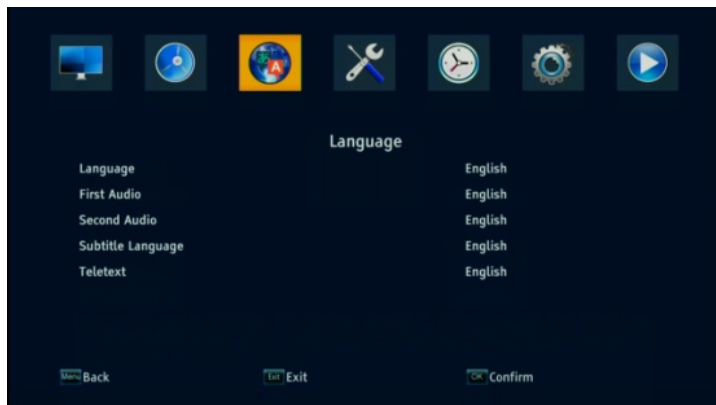 Language
Language English
First Audio English
Second Audio English
Subtitle Language English
Teletext English
Menu Back Exit Exit OK Confirm